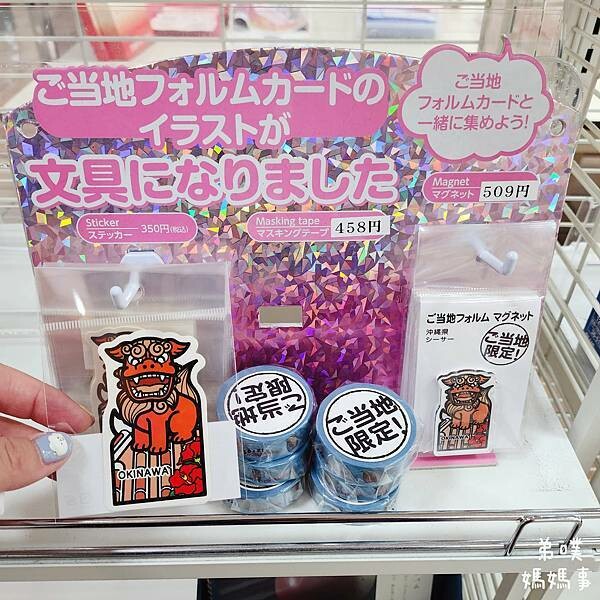 ご当地フォルムカードの
イラストが
文具になりました
ご当地
フォルムカードと
一緒に集めよう!
Sticker
ステッカー 350円(税込)
Masking tape
マスキングテープ 458円
Magnet
マグネット 509円
OKINAWA
ご当地
限定!
ご当地
限定!
ご当地フォルム マグネット
沖縄県
シーサー
ご当地
限定!
OKINAWA
弟噗
媽媽事